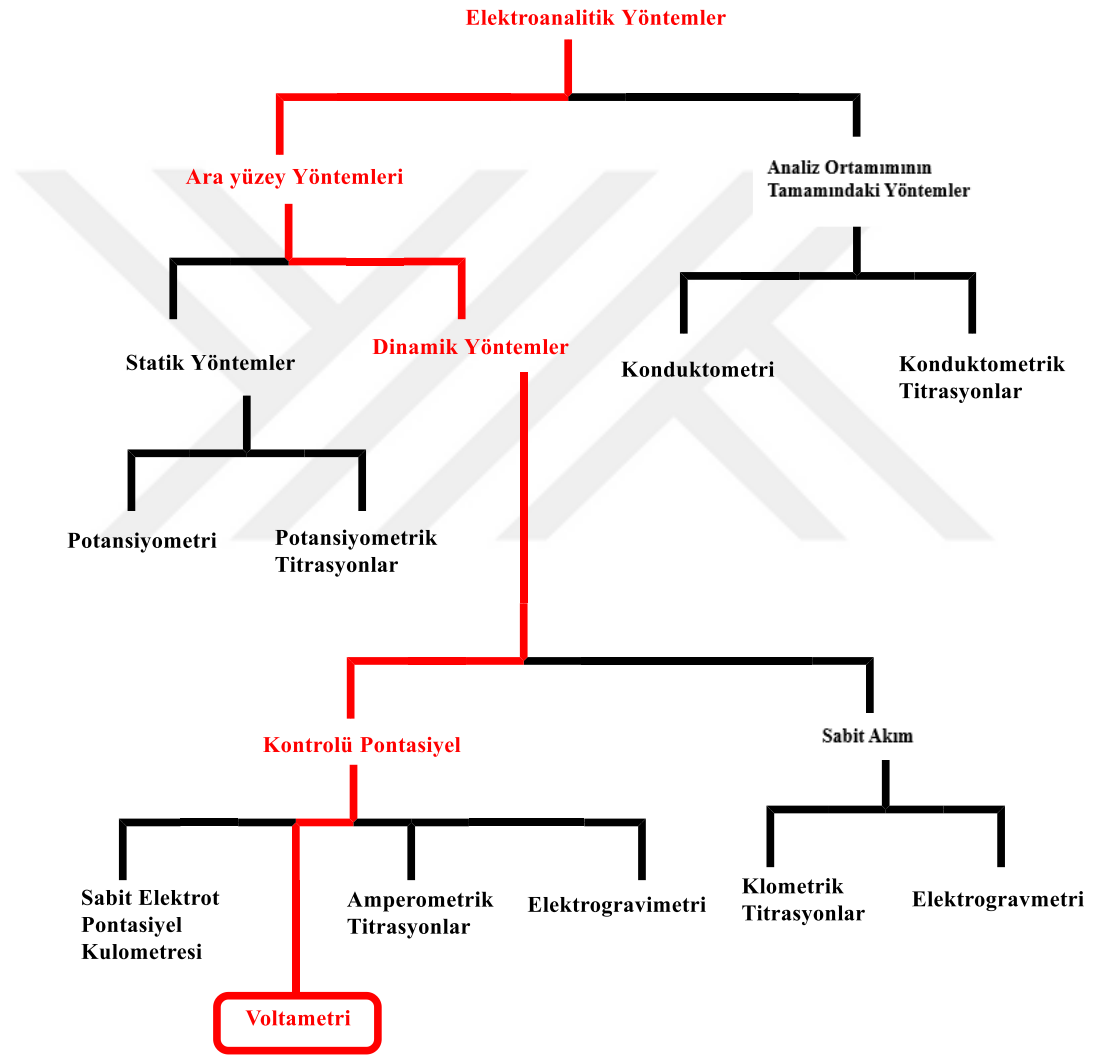 Elektroanalitik Yöntemler
Ara yüzey Yöntemleri
Analiz Ortamımının
Tamamındaki Yöntemler
Statik Yöntemler
Dinamik Yöntemler
Konduktometri
Konduktometrik
Titrasyonlar
Potansiyometri
Potansiyometrik
Titrasyonlar
Kontrolü Pontasiyel
Sabit Akım
Sabit Elektrot
Pontasiyel
Kulometresi
Amperometrik
Titrasyonlar
Elektrogravimetri
Klometrik
Titrasyonlar
Elektrogravmetri
Voltametri